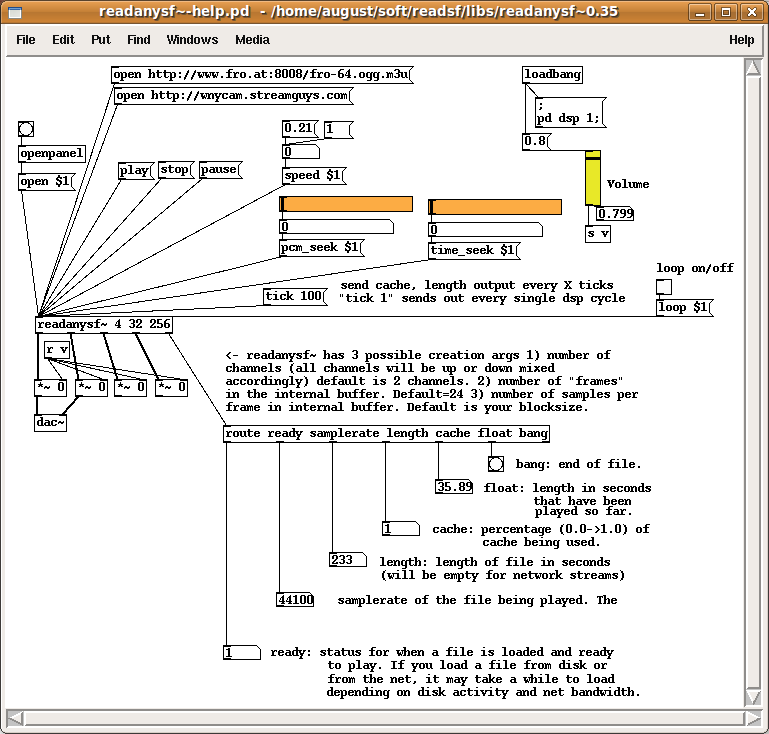 readanysf~-help.pd - /home/august/soft/readsf/libs/readanysf~0.35
File Edit Put Find Windows Media Help
open http://www.fro.at:8008/fro-64.ogg.m3u
open http://wnycam.streamguys.com
loadbang
;
pd dsp 1;
0.21
1
0.8
openpanel
0
play
stop
pause
speed $1
open $1
Volume
0.799
0
0
s v
pcm_seek $1
time_seek $1
loop on/off
send cache, length output every X ticks
tick 100
"tick 1" sends out every single dsp cycle
loop $1
readanysf~ 4 32 256
r v
<- readanysf~ has 3 possible creation args 1) number of
channels (all channels will be up or down mixed
accordingly) default is 2 channels. 2) number of "frames"
in the internal buffer. Default=24 3) number of samples per
frame in internal buffer. Default is your blocksize.
*~ 0
*~ 0
*~ 0
*~ 0
dac~
route ready samplerate length cache float bang
bang: end of file.
35.89
float: length in seconds
that have been
played so far.
1
cache: percentage (0.0->1.0) of
cache being used.
233
length: length of file in seconds
(will be empty for network streams)
44100
samplerate of the file being played. The
1
ready: status for when a file is loaded and ready
to play. If you load a file from disk or
from the net, it may take a while to load
depending on disk activity and net bandwidth.